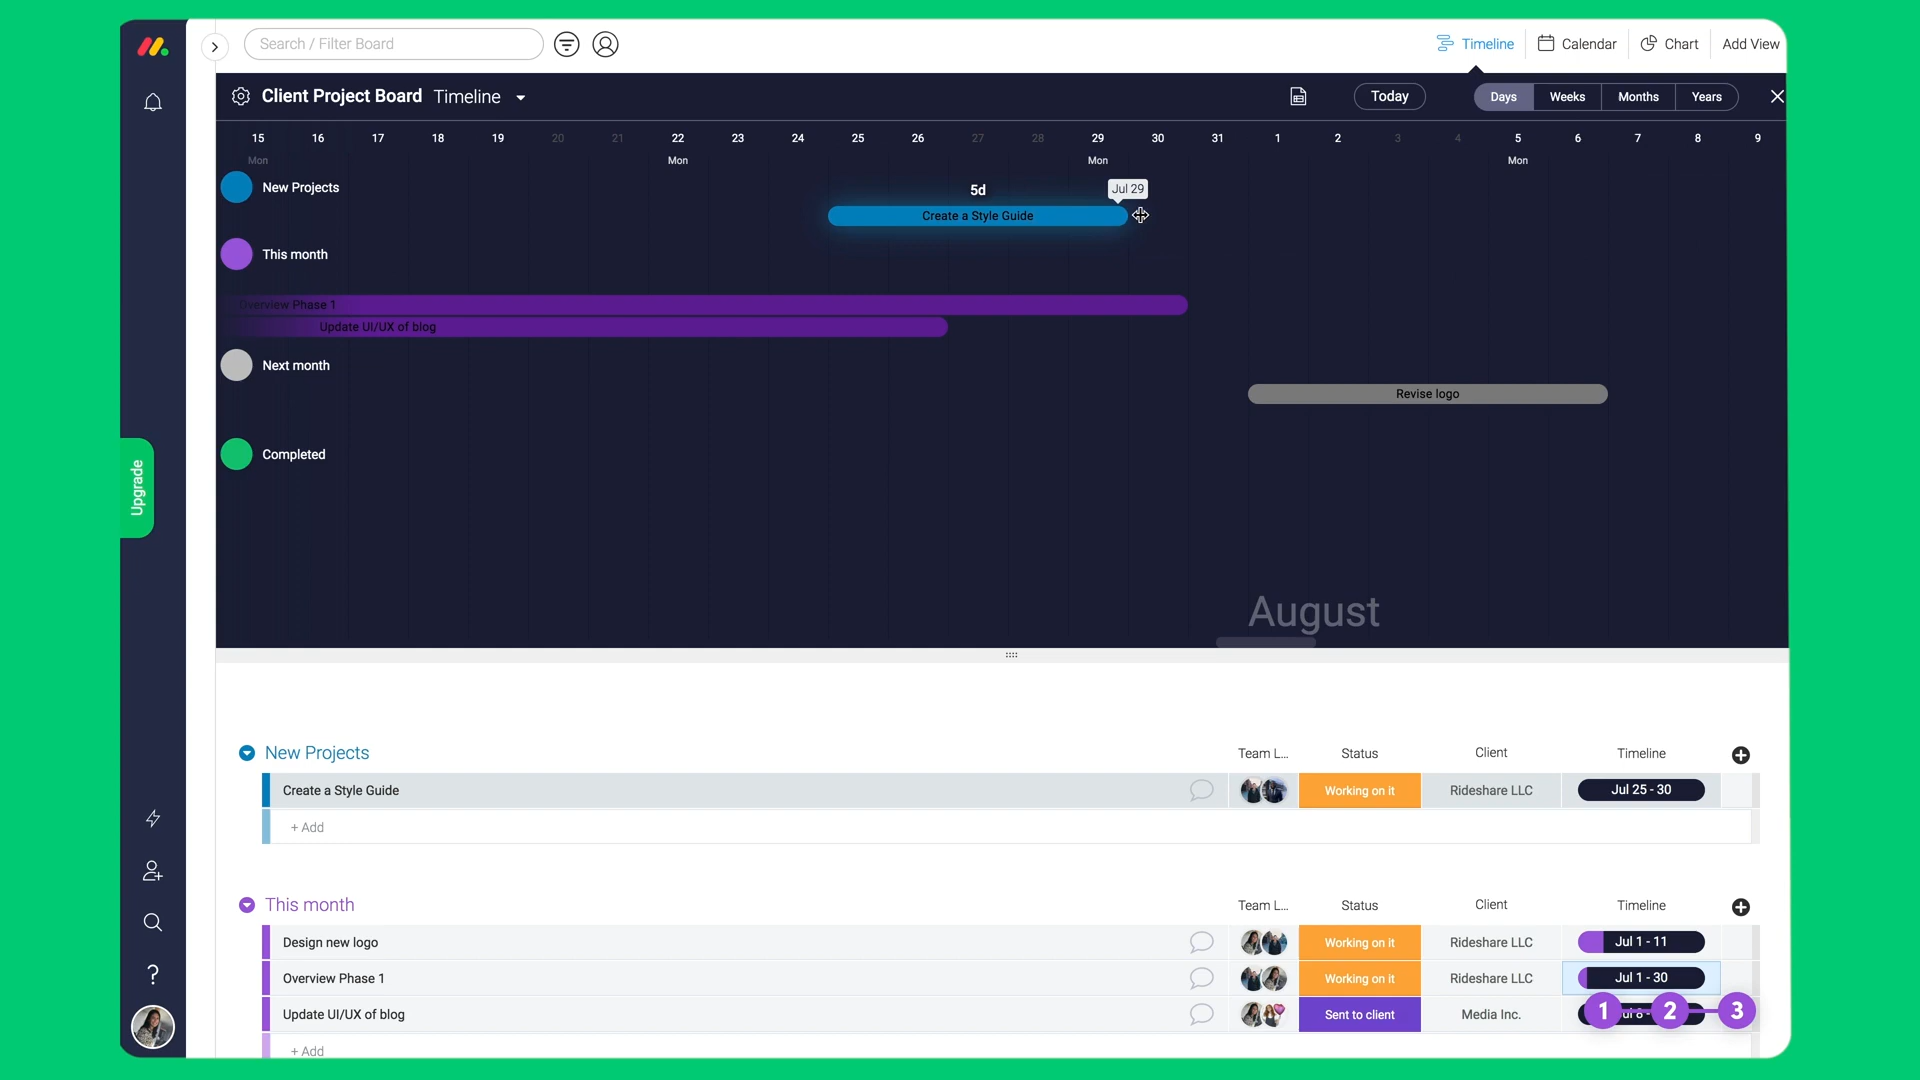 Search / Filter Board
Timeline
Calendar
Chart
Add View
Client Project Board Timeline
Today
Days
Weeks
Months
Years
15 16 17 18 19 20 21 22 23 24 25 26 27 28 29 30 31 1 2 3 4 5 6 7 8 9
Mon Mon Mon Mon
New Projects
5d
Jul 29
Create a Style Guide
This month
Overview Phase 1
Update UI/UX of blog
Next month
Revise logo
Completed
Upgrade
August
New Projects
Team L... Status Client Timeline
Create a Style Guide Working on it Rideshare LLC Jul 25 - 30
+ Add
This month
Team L... Status Client Timeline
Design new logo Working on it Rideshare LLC Jul 1 - 11
Overview Phase 1 Working on it Rideshare LLC Jul 1 - 30
Update UI/UX of blog Sent to client Media Inc.
1 2 3
+ Add